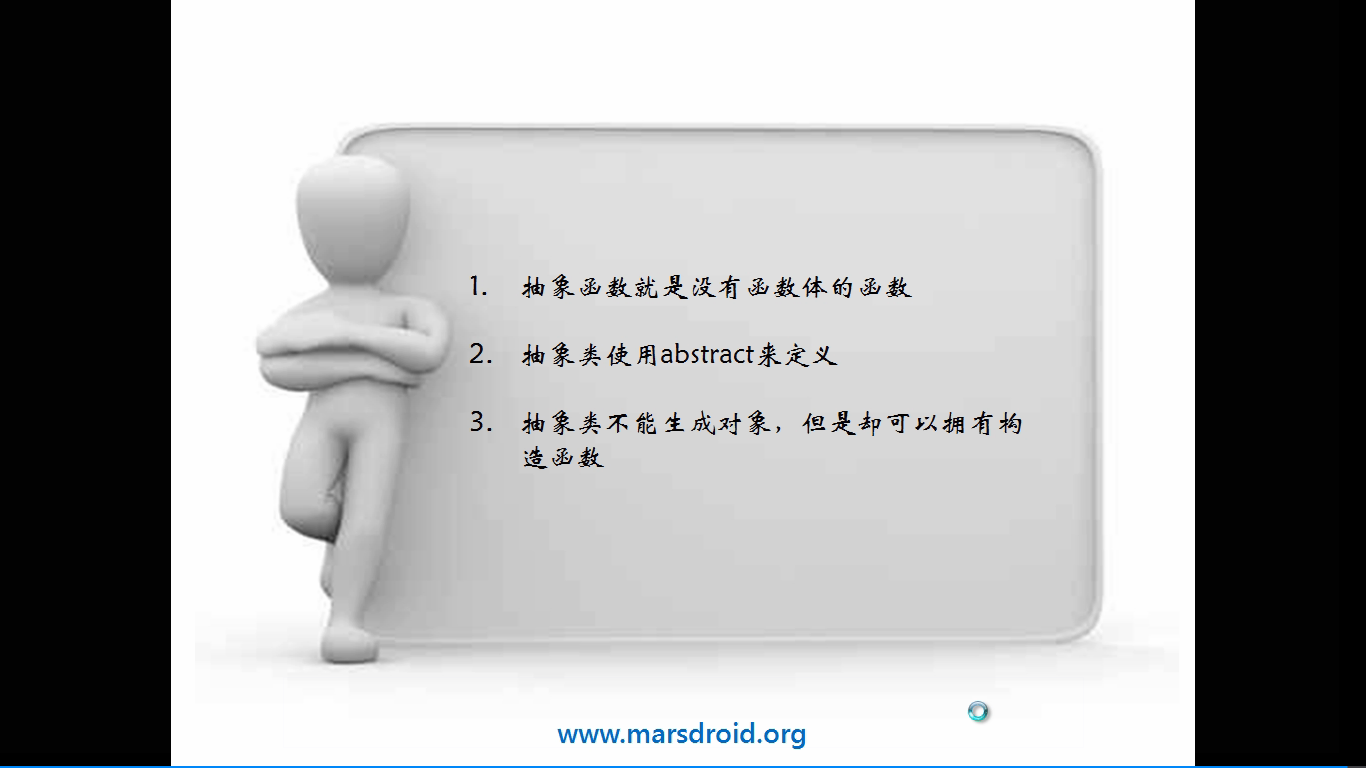 1. 抽象函数就是没有函数体的函数
2. 抽象类使用abstract来定义
3. 抽象类不能生成对象，但是却可以拥有构
造函数
www.marsdroid.org